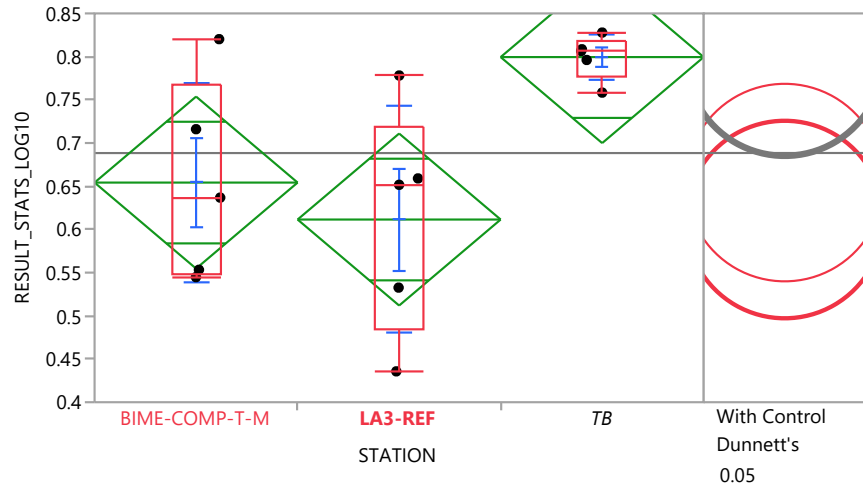 RESULT_STATS_LOG10
0.85
0.8
0.75
0.7
0.65
0.6
0.55
0.5
0.45
0.4
BIME-COMP-T-M
LA3-REF
TB
STATION
With Control
Dunnett's
0.05